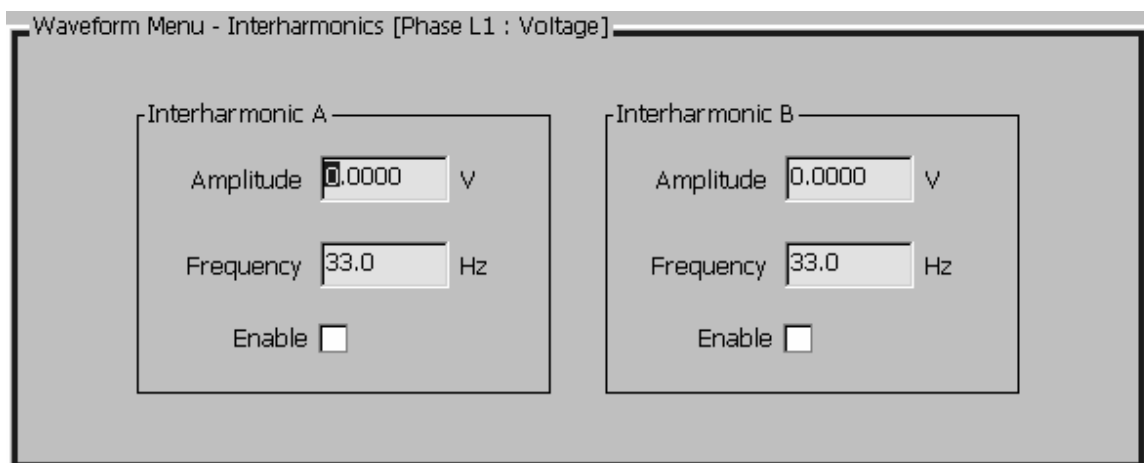 Waveform Menu - Interharmonics [Phase L1 : Voltage]
Interharmonic A
Amplitude 0.0000 V
Frequency 33.0 Hz
Enable
Interharmonic B
Amplitude 0.0000 V
Frequency 33.0 Hz
Enable